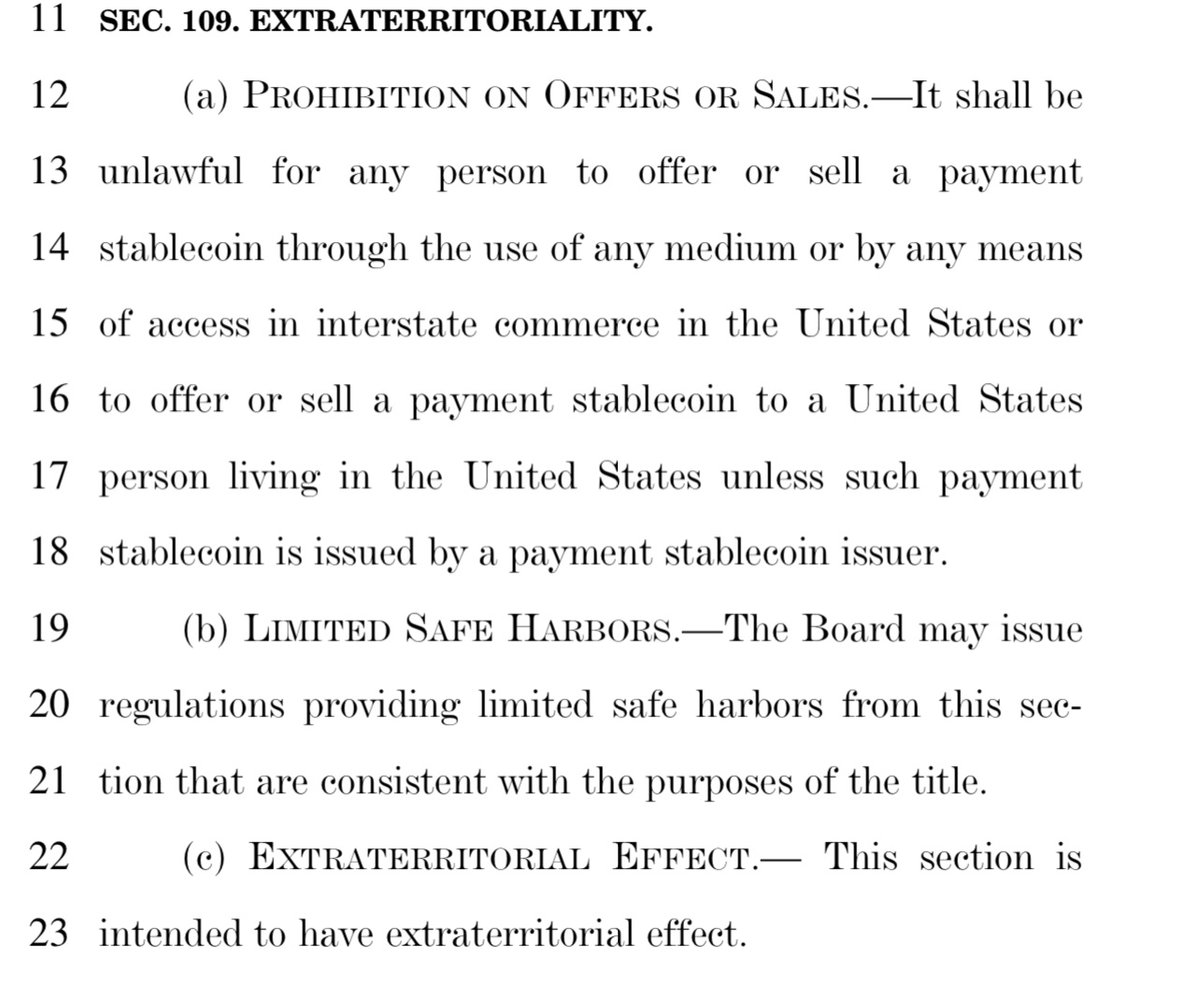 11 SEC. 109. EXTRATERRITORIALITY.
12 (a) PROHIBITION ON OFFERS OR SALES.—It shall be
13 unlawful for any person to offer or sell a payment
14 stablecoin through the use of any medium or by any means
15 of access in interstate commerce in the United States or
16 to offer or sell a payment stablecoin to a United States
17 person living in the United States unless such payment
18 stablecoin is issued by a payment stablecoin issuer.
19 (b) LIMITED SAFE HARBORS.—The Board may issue
20 regulations providing limited safe harbors from this sec-
21 tion that are consistent with the purposes of the title.
22 (c) EXTRATERRITORIAL EFFECT.— This section is
23 intended to have extraterritorial effect.